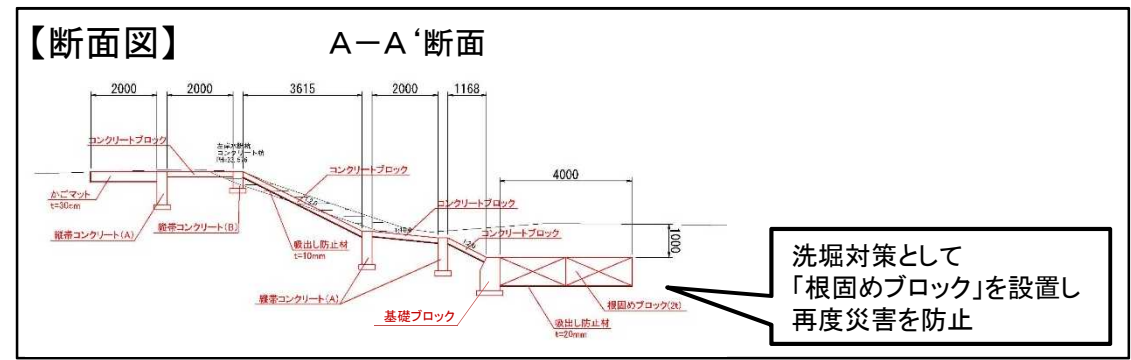 【断面図】
A-A‘断面
2000
2000
3615
2000
1168
コンクリートブロック
コンクリート杭
コンクリートブロック
4000
かごマット
t=30cm
コンクリートブロック
縦帯コンクリート(A)
縦帯コンクリート(B)
吸出し防止材
t=10mm
コンクリートブロック
1000
縦帯コンクリート(A)
基礎ブロック
根固めブロック(2t)
吸出し防止材
t=20mm
洗堀対策として
「根固めブロック」を設置し
再度災害を防止